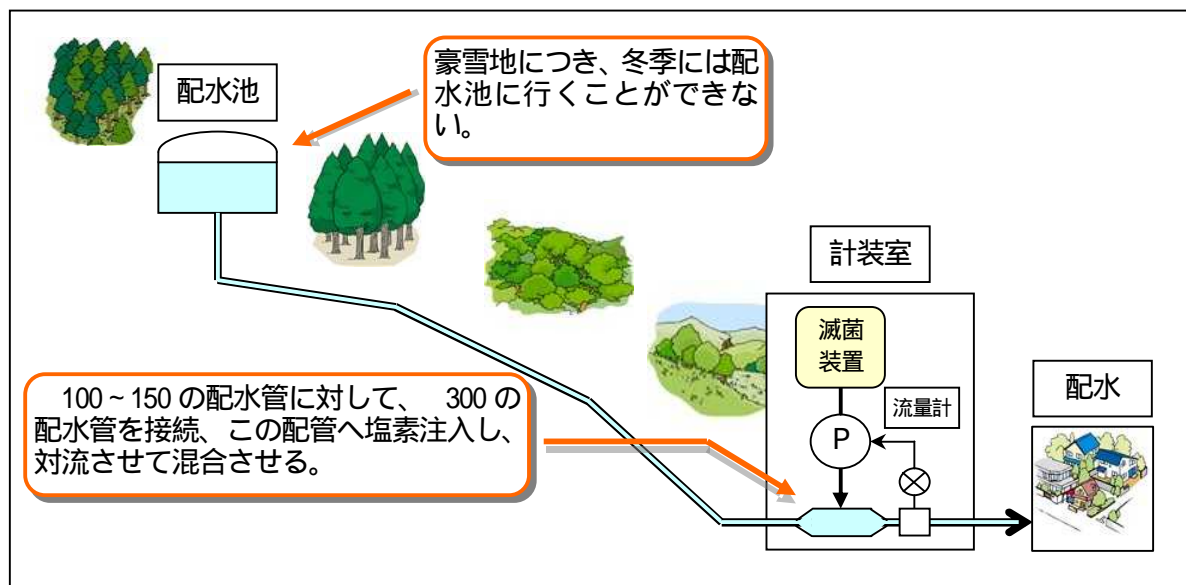 配水池
豪雪地につき、冬季には配
水池に行くことができな
い。
計装室
滅菌
装置
流量計
P
配水
100~150 の配水管に対して、 300 の
配水管を接続、この配管へ塩素注入し、
対流させて混合させる。